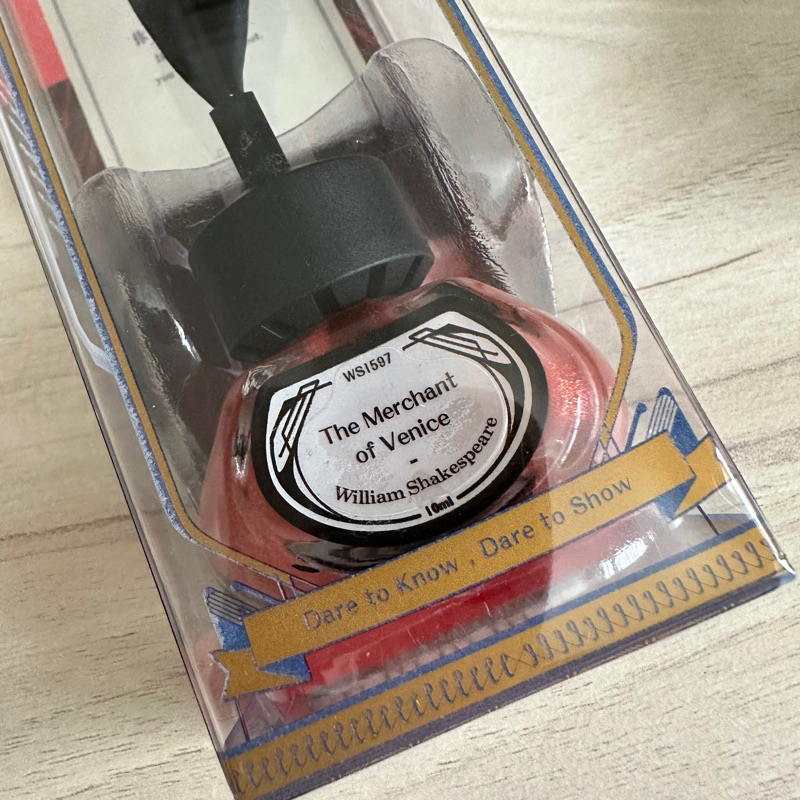 WS1597
The Merchant
of Venice
-
William Shakespeare
10ml
Dare to Know , Dare to Show